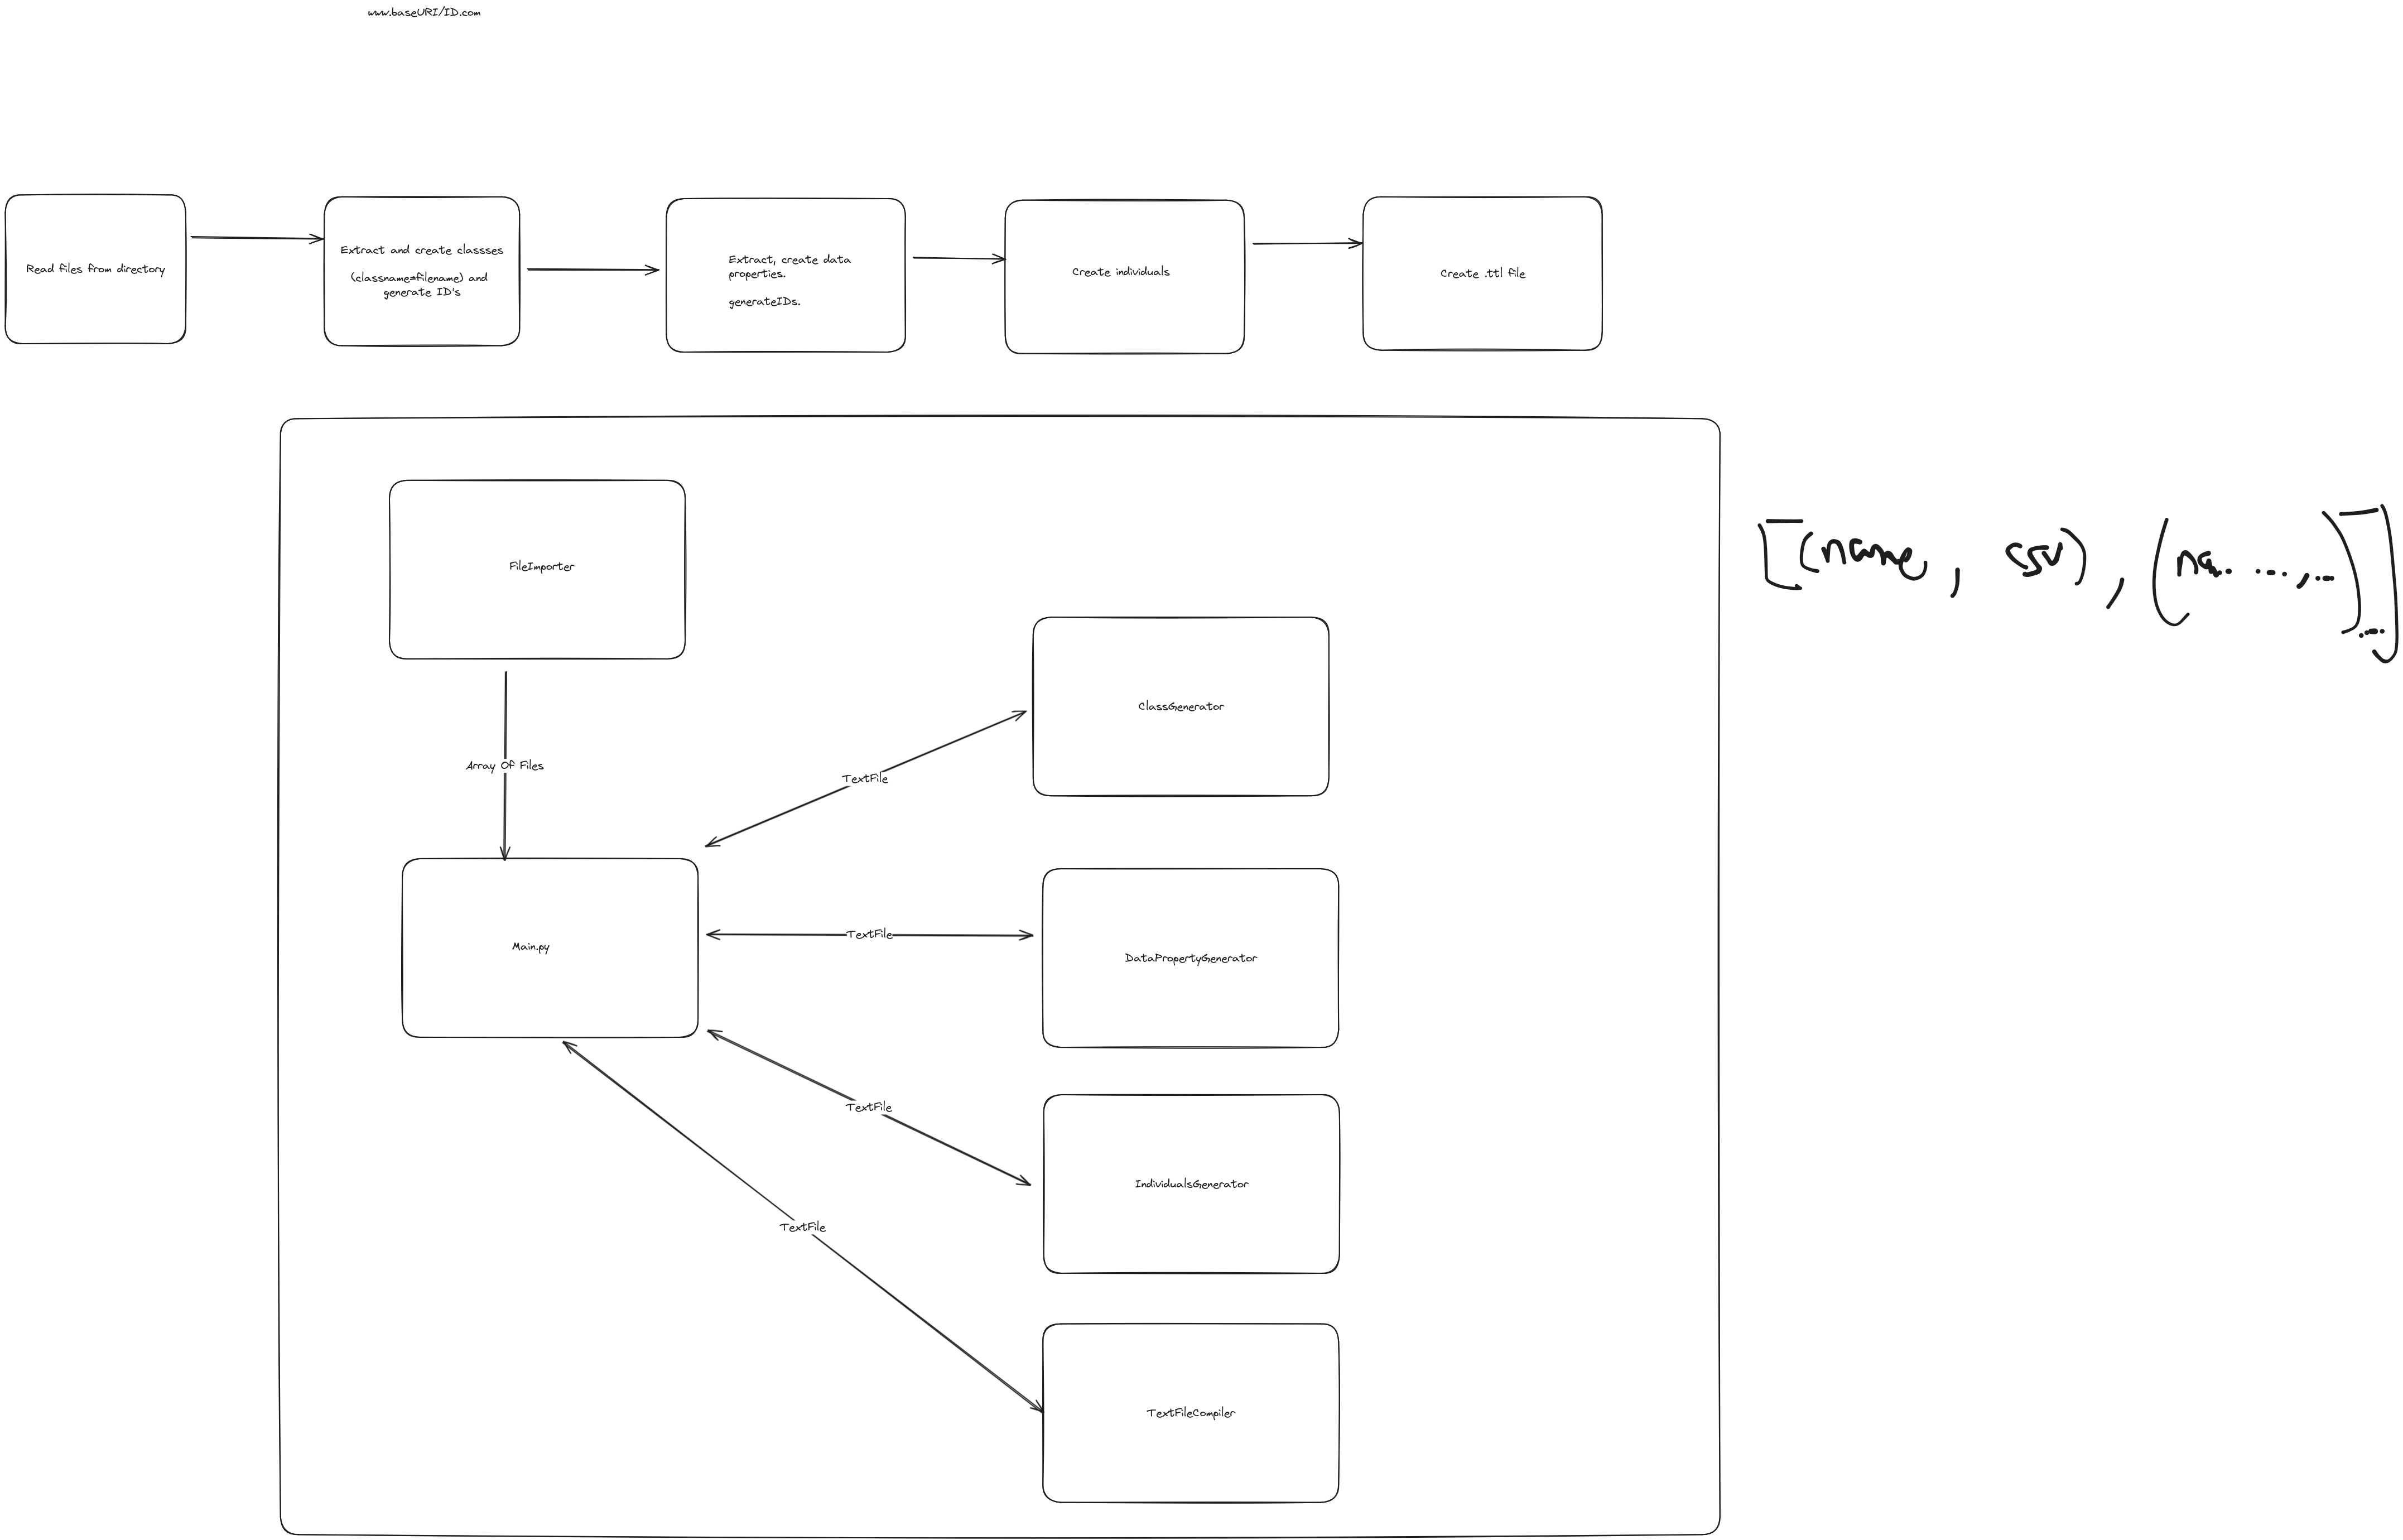 www.baseURI/ID.com
Read files from directory
Extract and create classses
(classname=filename) and
generate ID's
Extract, create data
properties.
generateIDs.
Create individuals
Create .ttl file
FileImporter
[(name, csv), (na... ...,...) ....]
Array Of Files
ClassGenerator
TextFile
Main.py
TextFile
DataPropertyGenerator
TextFile
IndividualsGenerator
TextFile
TextFileCompiler